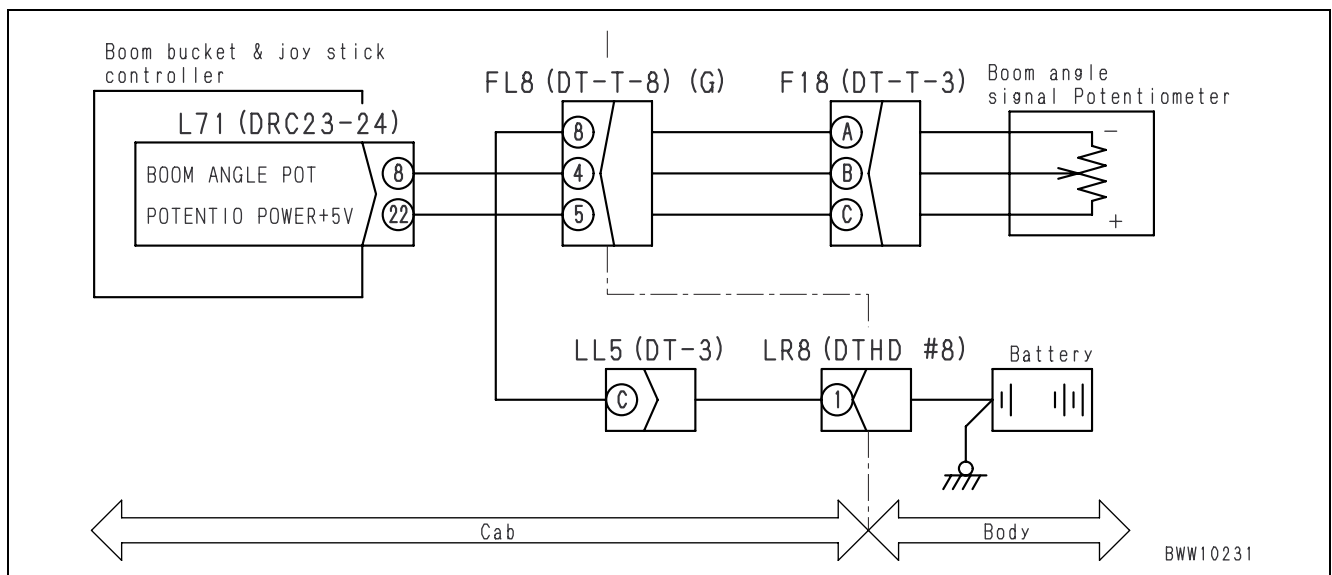 Boom bucket & joy stick
controller
L71 (DRC23-24)
BOOM ANGLE POT
8
POTENTIO POWER+5V
22
FL8 (DT-T-8) (G)
8
4
5
F18 (DT-T-3)
A
B
C
Boom angle
signal Potentiometer
-
+
LL5 (DT-3)
C
LR8 (DTHD #8)
1
Battery
Cab
Body
BWW10231